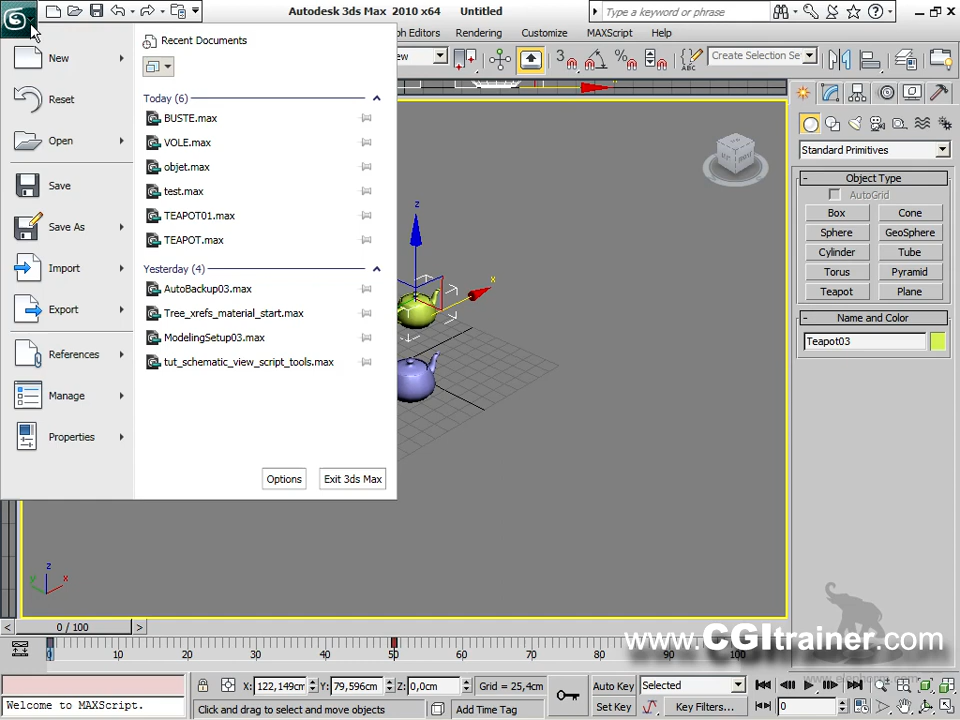 Autodesk 3ds Max 2010 x64 Untitled
Type a keyword or phrase
ph Editors Rendering Customize MAXScript Help
Create Selection Se
Recent Documents
New
Reset
Open
Save
Save As
Import
Export
References
Manage
Properties
Today (6)
BUSTE.max
VOLE.max
objet.max
test.max
TEAPOT01.max
TEAPOT.max
Yesterday (4)
AutoBackup03.max
Tree_xrefs_material_start.max
ModelingSetup03.max
tut_schematic_view_script_tools.max
Options Exit 3ds Max
z
x
Standard Primitives
Object Type
AutoGrid
Box Cone
Sphere GeoSphere
Cylinder Tube
Torus Pyramid
Teapot Plane
Name and Color
Teapot03
z
y x
< 0 / 100 >
0 10 20 30 40 50 60 70 80 90 100
www.CGItrainer.com
X: 122,149cm Y: 79,596cm Z: 0,0cm Grid = 25,4cm Auto Key Selected
Welcome to MAXScript. Click and drag to select and move objects Add Time Tag Set Key Key Filters... 0